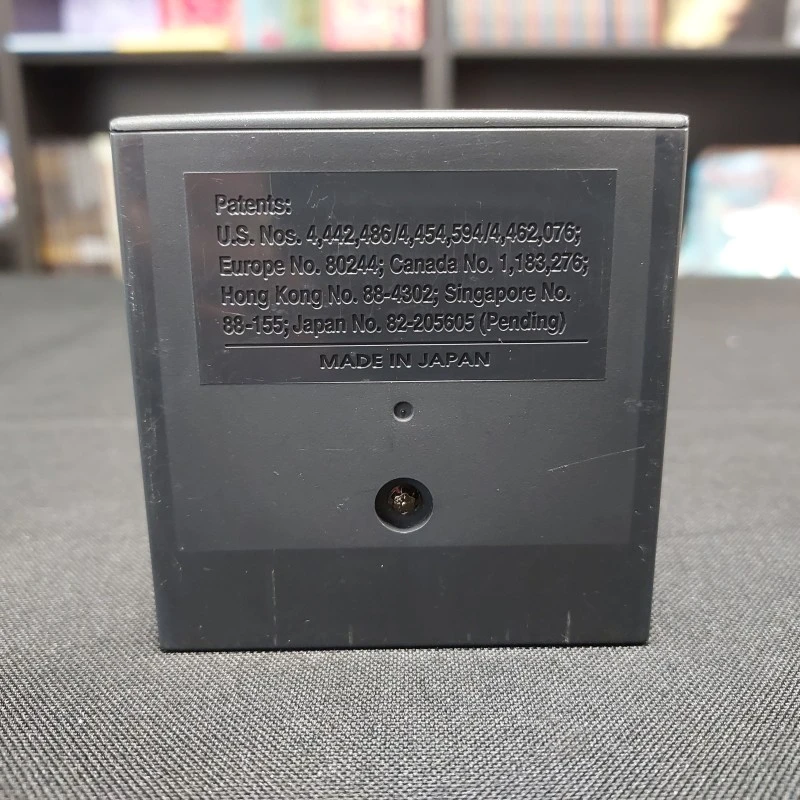 Patents:
U.S. Nos. 4,442,486/4,454,594/4,462,076;
Europe No. 80244; Canada No. 1,183,276;
Hong Kong No. 88-4302; Singapore No.
88-155; Japan No. 82-205605 (Pending)
MADE IN JAPAN